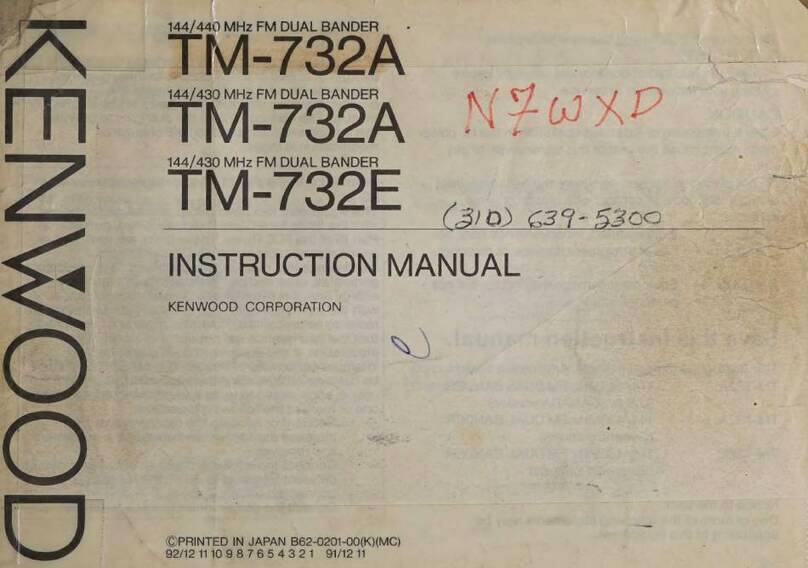 KENWOOD
144/440 MHz FM DUAL BANDER
TM-732A
144/430 MHz FM DUAL BANDER
TM-732A
144/430 MHz FM DUAL BANDER
TM-732E
N7WXD
(310) 639-5300
INSTRUCTION MANUAL
KENWOOD CORPORATION
©PRINTED IN JAPAN B62-0201-00(K)(MC)
92/12 11 10 9 8 7 6 5 4 3 2 1 91/12 11